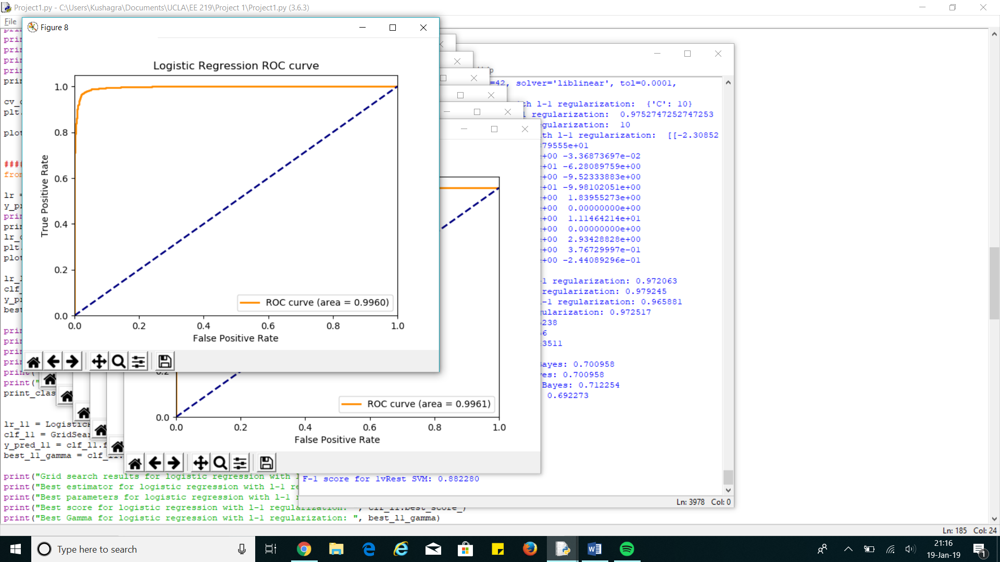 Project1.py - C:\Users\Kushagra\Documents\UCLA\EE 219\Project 1\Project1.py (3.6.3)
File
Figure 8
Logistic Regression ROC curve
1.0
0.8
0.6
0.4
0.2
0.0
True Positive Rate
ROC curve (area = 0.9960)
0.0 0.2 0.4 0.6 0.8 1.0
False Positive Rate
0.2
0.0
ROC curve (area = 0.9961)
0.0 0.2 0.4 0.6 0.8 1.0
False Positive Rate
=42, solver='liblinear', tol=0.0001,
th l-1 regularization:  {'C': 10}
regularization:  0.9752747252747253
egularization:  10
ith l-1 regularization:  [[-2.30852
379555e+01
e+00 -3.36873697e-02
e+01 -6.28089759e+00
e+00 -9.52333883e+00
e+01 -9.98102051e+00
e+00  1.83955273e+00
e+00  0.00000000e+00
e+00  1.11464214e+01
e+00  0.00000000e+00
e+00  2.93428828e+00
e+00  3.76729997e-01
e+00 -2.44089296e-01
-1 regularization: 0.972063
regularization: 0.979245
-1 regularization: 0.965881
gularization: 0.972517
238
6
3511
Bayes: 0.700958
yes: 0.700958
Bayes: 0.712254
0.692273
F-1 score for 1vRest SVM: 0.882280
Ln: 3978 Col: 0
cv_
plt.
plot
####
from
lr =
y_pr
prin
prin
lr_
plt.
plot
lr_l
clf_
y_pr
best
prin
prin
prin
prin
print(
print("
print_clas
lr_l1 = Logistic
clf_l1 = GridSear
y_pred_l1 = clf_l1.f
best_l1_gamma = clf_l1.
print("Grid search results for logistic regression with l
print("Best estimator for logistic regression with l-1 re
print("Best parameters for logistic regression with l-1 r
print("Best score for logistic regression with l-1 regularization: ", clf_l1.best_score_)
print("Best Gamma for logistic regression with l-1 regularization: ", best_l1_gamma)
Ln: 185 Col: 24
Type here to search
21:16
19-Jan-19
1